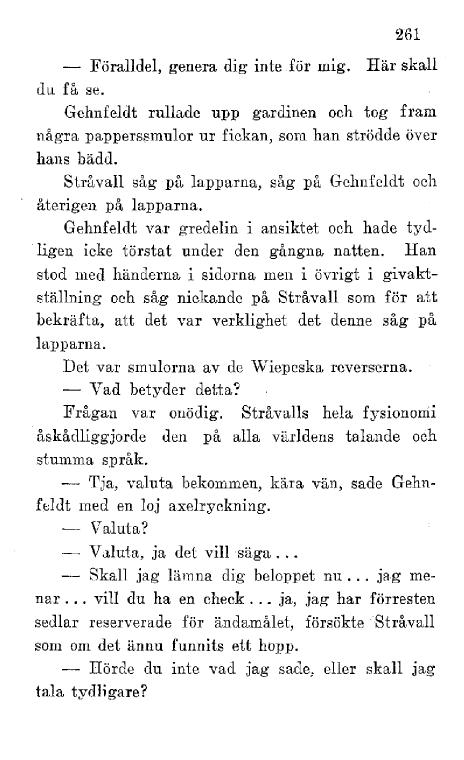 261
—Föralldel, genera dig inte för mig. Här skall
du få se.
Gehnfeldt rullade upp gardinen och tog fram
några papperssmulor ur fickan, som han strödde över
hans bädd.
Stråvall såg på lapparna, såg på Gehnfeldt och
återigen på lapparna.
Gehnfeldt var gredelin i ansiktet och hade tyd-
ligen icke törstat under den gångna natten. Han
stod med händerna i sidorna men i övrigt i givakt-
ställning och såg nickande på Stråvall som för att
bekräfta, att det var verklighet det denne såg på
lapparna.
Det var smulorna av de Wiepeska reverserna.
— Vad betyder detta?
Frågan var onödig. Stråvalls hela fysionomi
åskådliggjorde den på alla världens talande och
stumma språk.
— Tja, valuta bekommen, kära vän, sade Gehn-
feldt med en loj axelryckning.
— Valuta?
— Valuta, ja det vill säga...
— Skall jag lämna dig beloppet nu... jag me-
nar... vill du ha en check... ja, jag har förresten
sedlar reserverade för ändamålet, försökte Stråvall
som om det ännu funnits ett hopp.
— Hörde du inte vad jag sade, eller skall jag
tala tydligare?